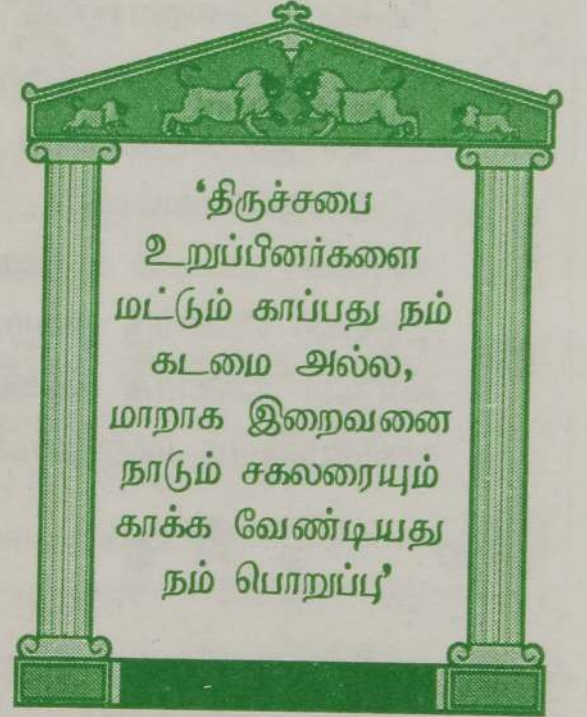 ‘திருச்சபை
உறுப்பினர்களை
மட்டும் காப்பது நம்
கடமை அல்ல,
மாறாக இறைவனை
நாடும் சகலரையும்
காக்க வேண்டியது
நம் பொறுப்பு’